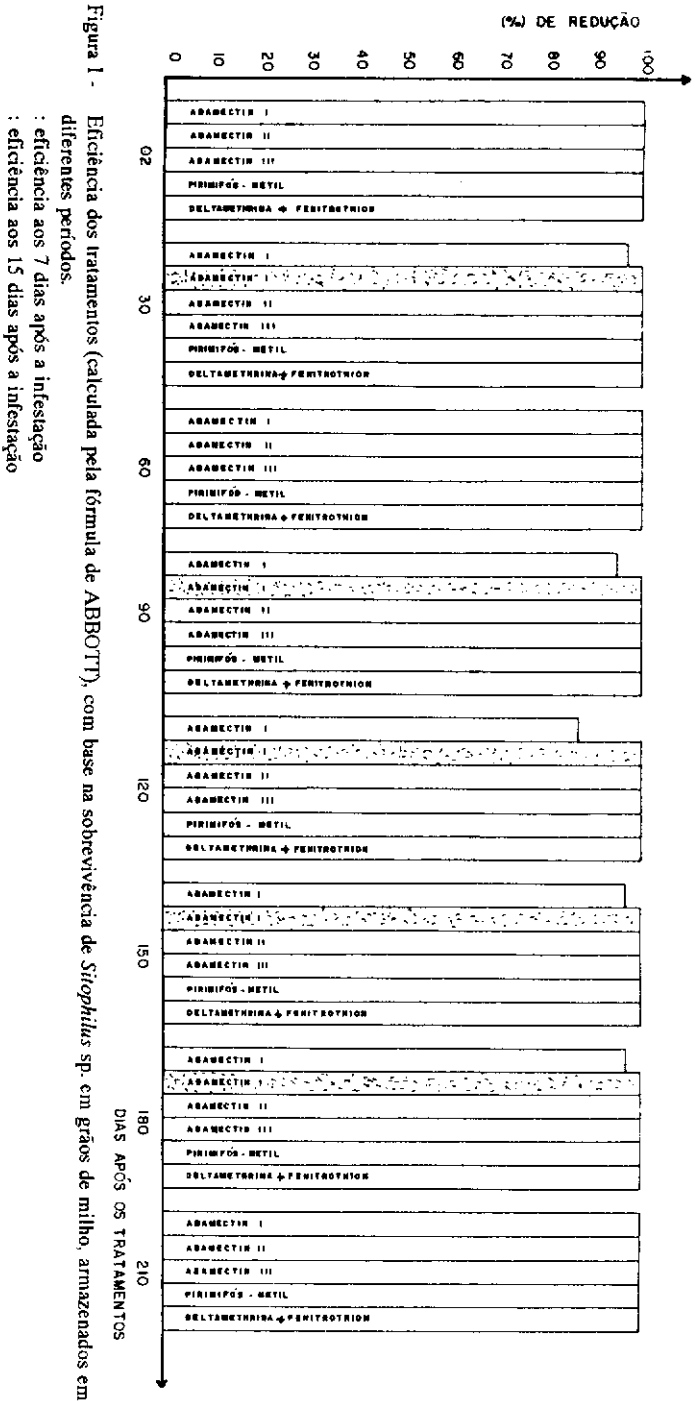 (%) DE REDUÇÃO
100
90
80
70
60
50
40
30
20
10
0
ABAMECTIN I
ABAMECTIN II
ABAMECTIN III
PIRIMIFÓS - METIL
DELTAMETHRINA + FENITROTHION
02
ABAMECTIN I
ABAMECTIN I
ABAMECTIN II
ABAMECTIN III
PIRIMIFÓS - METIL
DELTAMETHRINA + FENITROTHION
30
ABAMECTIN I
ABAMECTIN II
ABAMECTIN III
PIRIMIFÓS - METIL
DELTAMETHRINA + FENITROTHION
60
ABAMECTIN I
ABAMECTIN I
ABAMECTIN II
ABAMECTIN III
PIRIMIFÓS - METIL
DELTAMETHRINA + FENITROTHION
90
ABAMECTIN I
ABAMECTIN I
ABAMECTIN II
ABAMECTIN III
PIRIMIFÓS - METIL
DELTAMETHRINA + FENITROTHION
120
ABAMECTIN I
ABAMECTIN I
ABAMECTIN II
ABAMECTIN III
PIRIMIFÓS - METIL
DELTAMETHRINA + FENITROTHION
150
ABAMECTIN I
ABAMECTIN I
ABAMECTIN II
ABAMECTIN III
PIRIMIFÓS - METIL
DELTAMETHRINA + FENITROTHION
180
ABAMECTIN I
ABAMECTIN II
ABAMECTIN III
PIRIMIFÓS - METIL
DELTAMETHRINA + FENITROTHION
210
DIAS APÓS OS TRATAMENTOS
Figura 1 - Eficiência dos tratamentos (calculada pela fórmula de ABBOTT), com base na sobrevivência de Sitophilus sp. em grãos de milho, armazenados em
diferentes períodos.
: eficiência aos 7 dias após a infestação
: eficiência aos 15 dias após a infestação